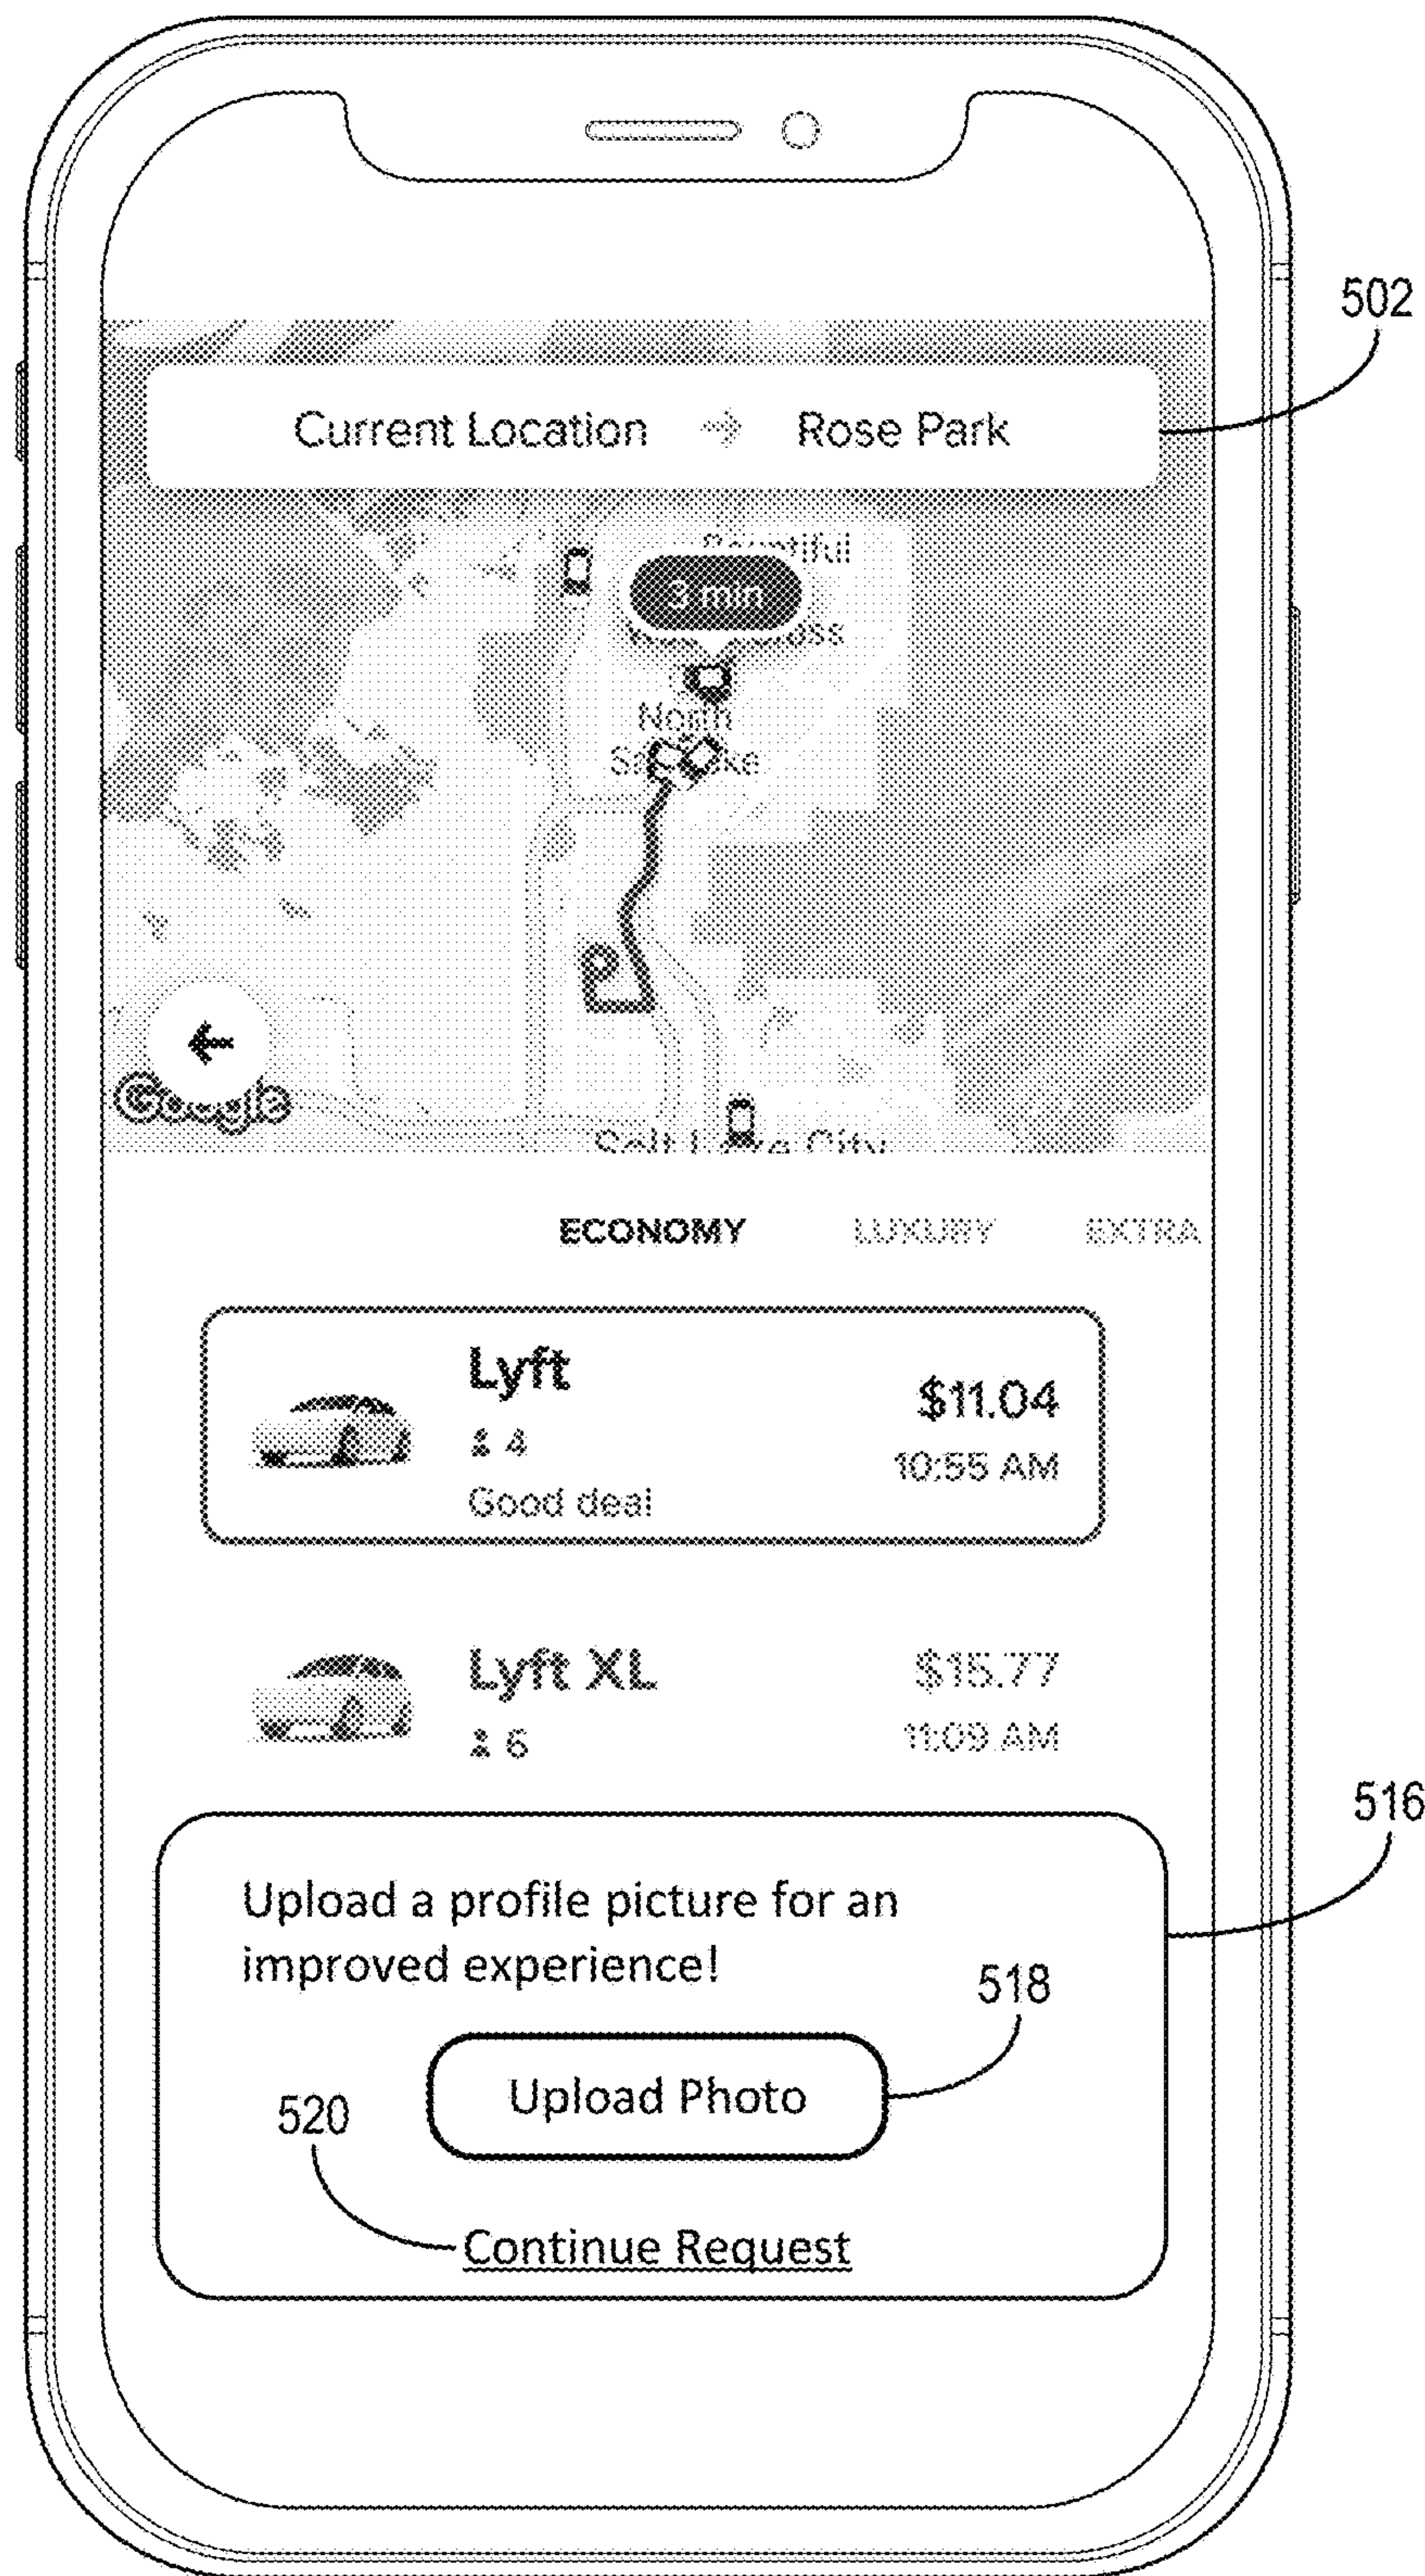 502
Current Location → Rose Park
3 min
North
Google
Salt Lake City
ECONOMY LUXURY EXTRA
Lyft
$11.04
4
10:55 AM
Good deal
Lyft XL
$15.77
6
11:09 AM
516
Upload a profile picture for an
improved experience!
518
Upload Photo
520
Continue Request